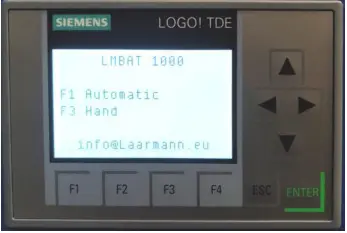 SIEMENS LOGO! TDE
LMBAT 1000
F1 Automatic
F3 Hand
info@Laarmann.eu
F1 F2 F3 F4 ESC ENTER